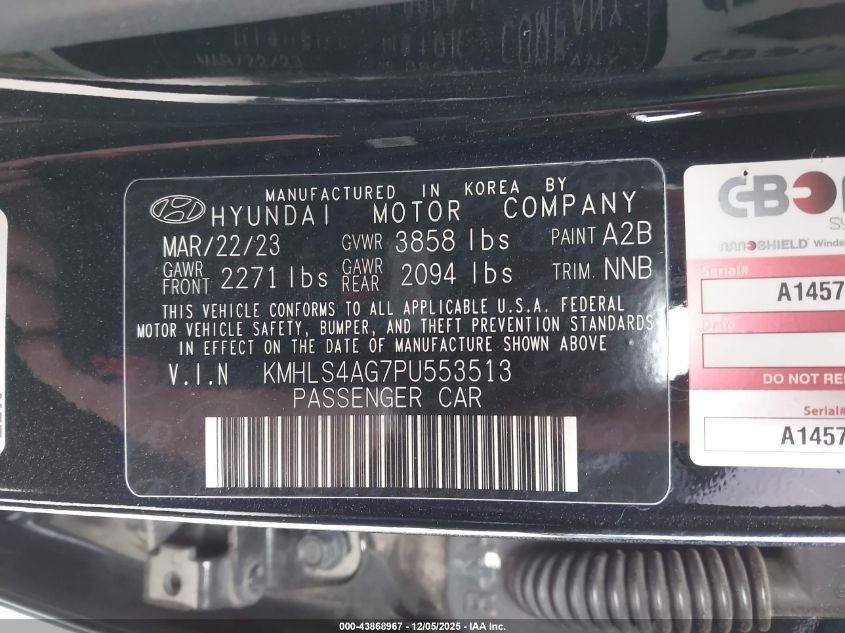 MANUFACTURED IN KOREA BY
HYUNDAI MOTOR COMPANY
MAR/22/23 GVWR 3858 lbs PAINT A2B
GAWR FRONT 2271 lbs GAWR REAR 2094 lbs TRIM. NNB
THIS VEHICLE CONFORMS TO ALL APPLICABLE U.S.A. FEDERAL
MOTOR VEHICLE SAFETY, BUMPER, AND THEFT PREVENTION STANDARDS
IN EFFECT ON THE DATE OF MANUFACTURE SHOWN ABOVE
V.I.N KMHLS4AG7PU553513
PASSENGER CAR
NANOSHIELD
Serial#
A1457
VOID IF R
Serial#
A1457
000-43868967 - 12/05/2025 - IAA Inc.